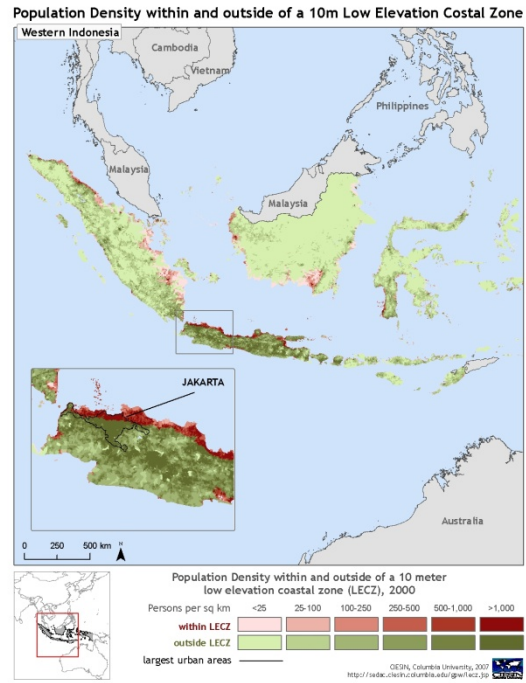 Population Density within and outside of a 10m Low Elevation Costal Zone
Western Indonesia
Cambodia
Vietnam
Philippines
Malaysia
Malaysia
JAKARTA
Australia
0 250 500 km N
Population Density within and outside of a 10 meter
low elevation coastal zone (LECZ), 2000
Persons per sq km <25 25-100 100-250 250-500 500-1,000 >1,000
within LECZ
outside LECZ
largest urban areas
CIESIN, Columbia University, 2007
http://sedac.ciesin.columbia.edu/gpw/lecz.jsp